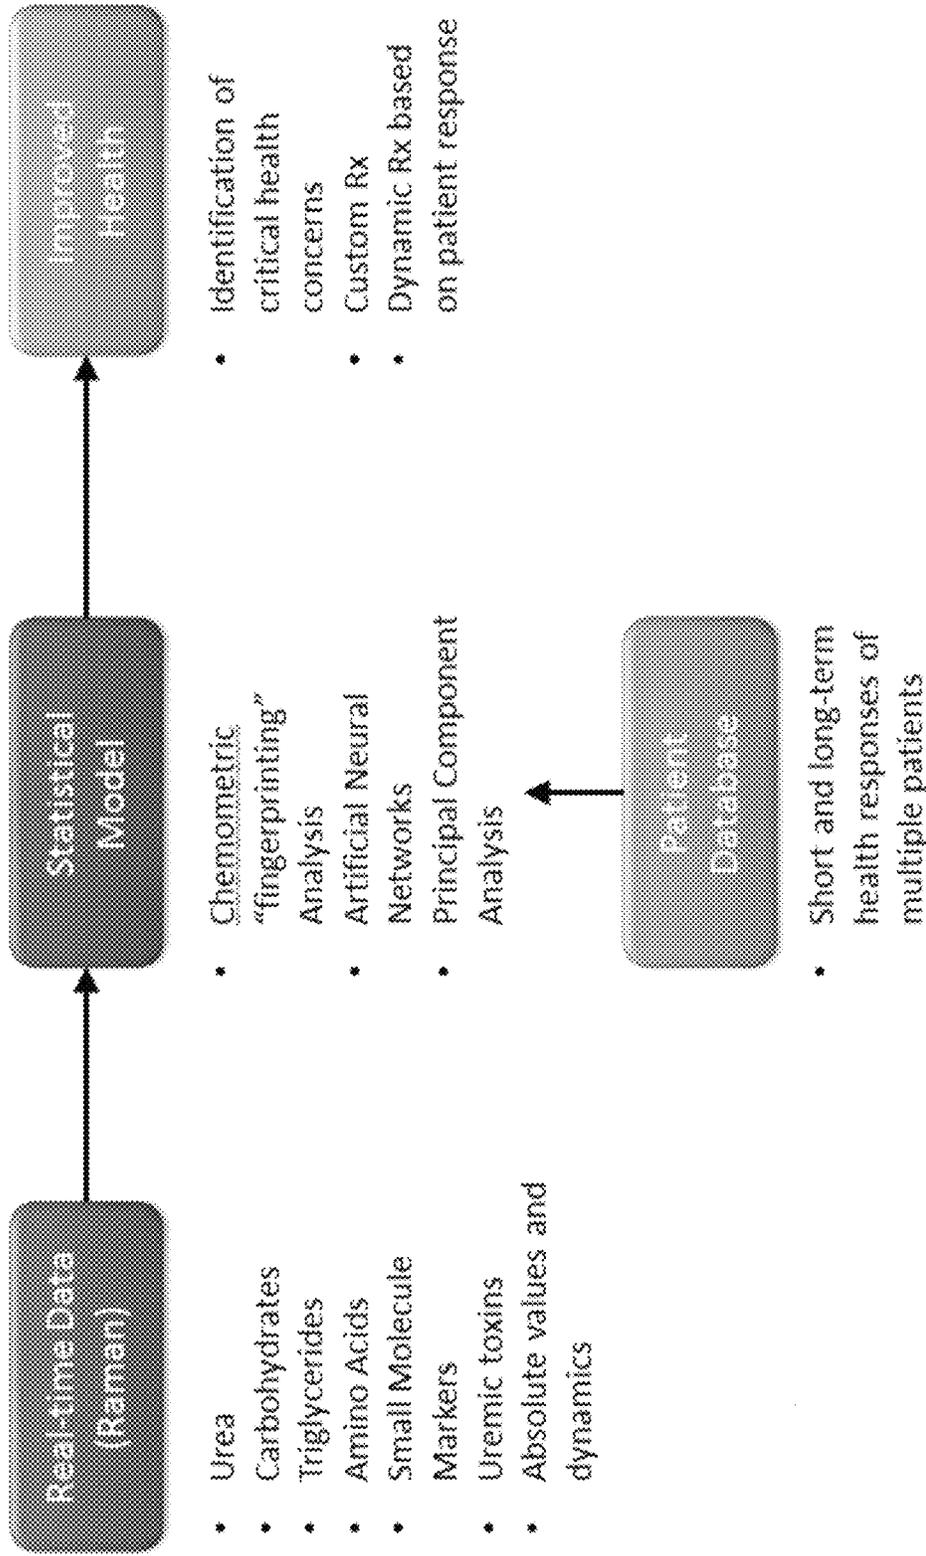 Real-time Data
(Raman)
• Urea
• Carbohydrates
• Triglycerides
• Amino Acids
• Small Molecule
Markers
• Uremic toxins
• Absolute values and
dynamics
Statistical
Model
• Chemometric
“fingerprinting”
Analysis
• Artificial Neural
Networks
• Principal Component
Analysis
Patient
Database
• Short and long-term
health responses of
multiple patients
Improved
Health
• Identification of
critical health
concerns
• Custom Rx
• Dynamic Rx based
on patient response